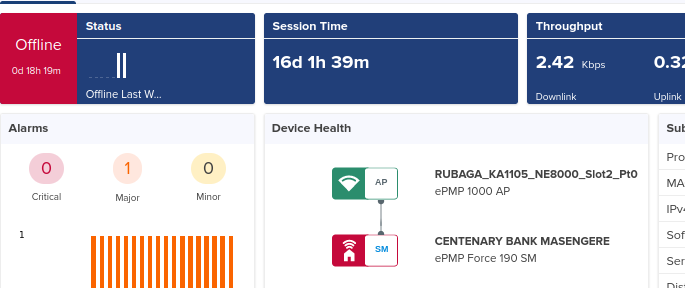 Offline
0d 18h 19m
Status
Offline Last W...
Session Time
16d 1h 39m
Throughput
2.42 Kbps
0.32
Downlink
Uplink
Alarms
0
1
0
Critical
Major
Minor
1
Device Health
AP
RUBAGA_KA1105_NE8000_Slot2_Pt0
ePMP 1000 AP
SM
CENTENARY BANK MASENGERE
ePMP Force 190 SM
Sub
Pro
MA
IPv4
Sof
Ser